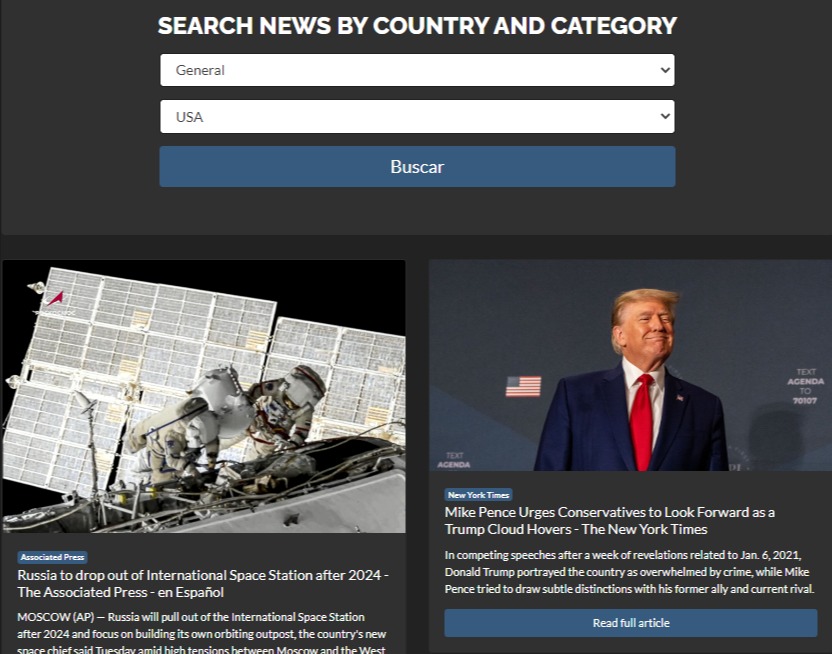 SEARCH NEWS BY COUNTRY AND CATEGORY
General
USA
Buscar
TEXT
AGENDA
TO
70107
TEXT
AGENDA
Associated Press
Russia to drop out of International Space Station after 2024 -
The Associated Press - en Español
MOSCOW (AP) — Russia will pull out of the International Space Station
after 2024 and focus on building its own orbiting outpost, the country's new
space chief said Tuesday amid high tensions between Moscow and the West
New York Times
Mike Pence Urges Conservatives to Look Forward as a
Trump Cloud Hovers - The New York Times
In competing speeches after a week of revelations related to Jan. 6, 2021,
Donald Trump portrayed the country as overwhelmed by crime, while Mike
Pence tried to draw subtle distinctions with his former ally and current rival.
Read full article